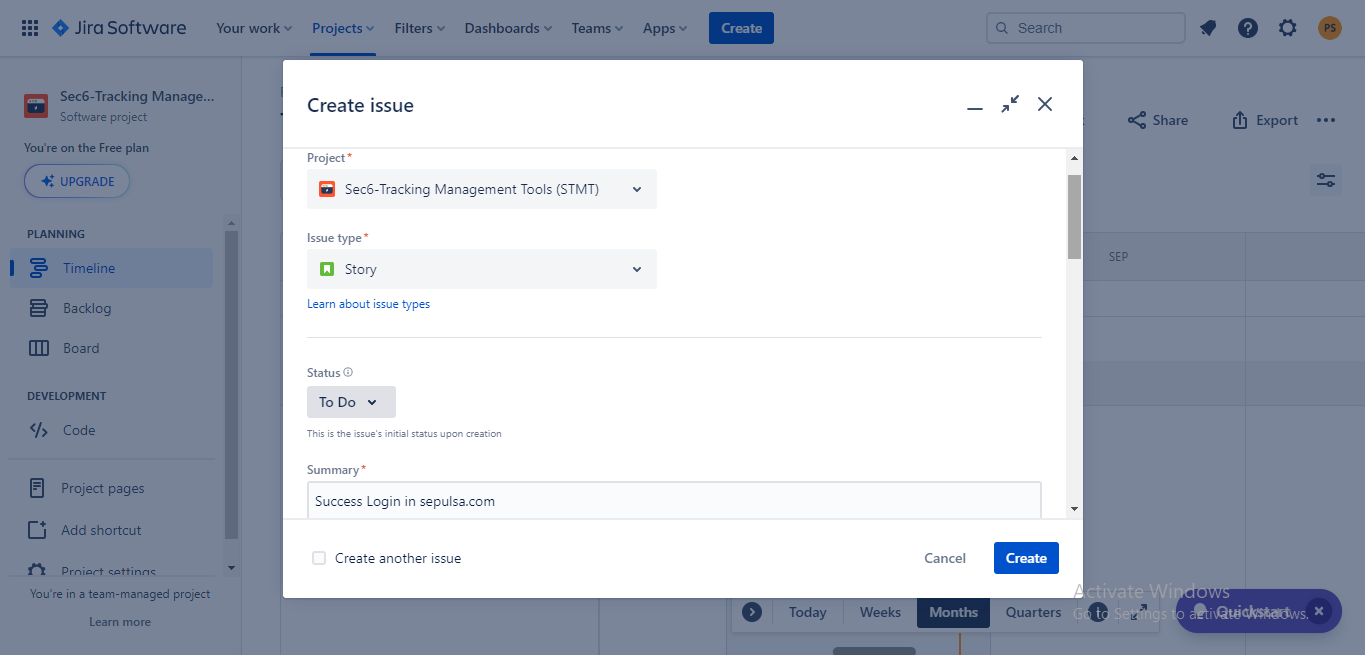 Jira Software
Your work
Projects
Filters
Dashboards
Teams
Apps
Create
Search
PS
Sec6-Tracking Manage...
Software project
You're on the Free plan
UPGRADE
PLANNING
Timeline
Backlog
Board
DEVELOPMENT
Code
Project pages
Add shortcut
Project settings
You're in a team-managed project
Learn more
Share
Export
SEP
Create issue
Project*
Sec6-Tracking Management Tools (STMT)
Issue type*
Story
Learn about issue types
Status
To Do
This is the issue's initial status upon creation
Summary*
Success Login in sepulsa.com
Create another issue
Cancel
Create
Today
Weeks
Months
Quarters
Quickstart
Activate Windows
Go to Settings to activate Windows.